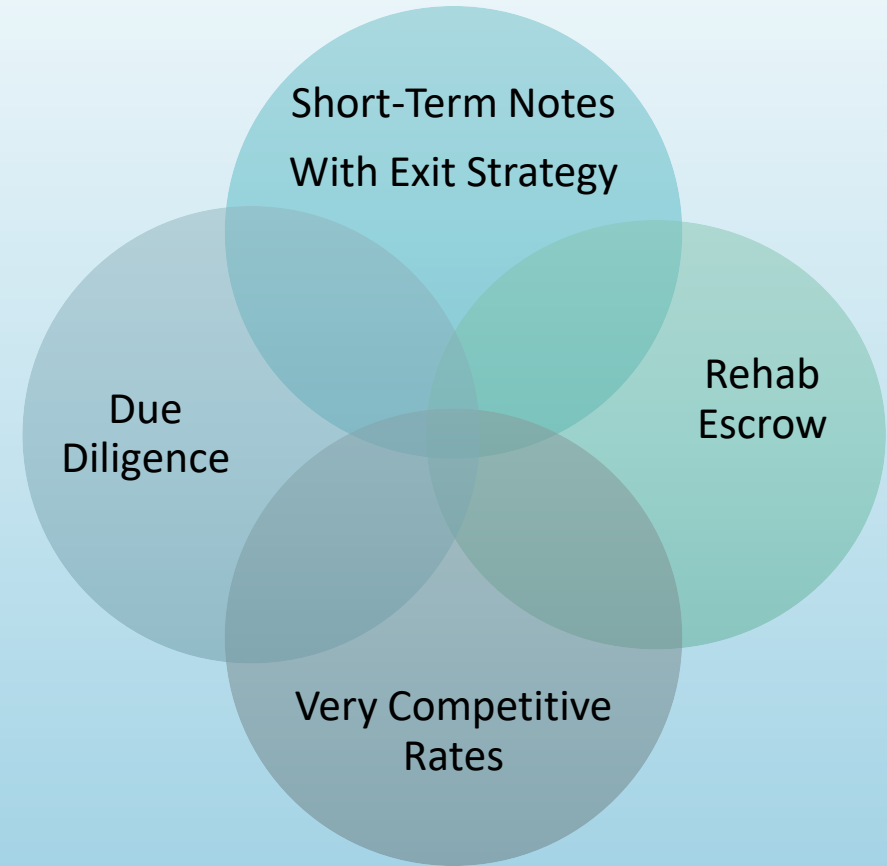 Short-Term Notes
With Exit Strategy
Rehab
Escrow
Due
Diligence
Very Competitive
Rates